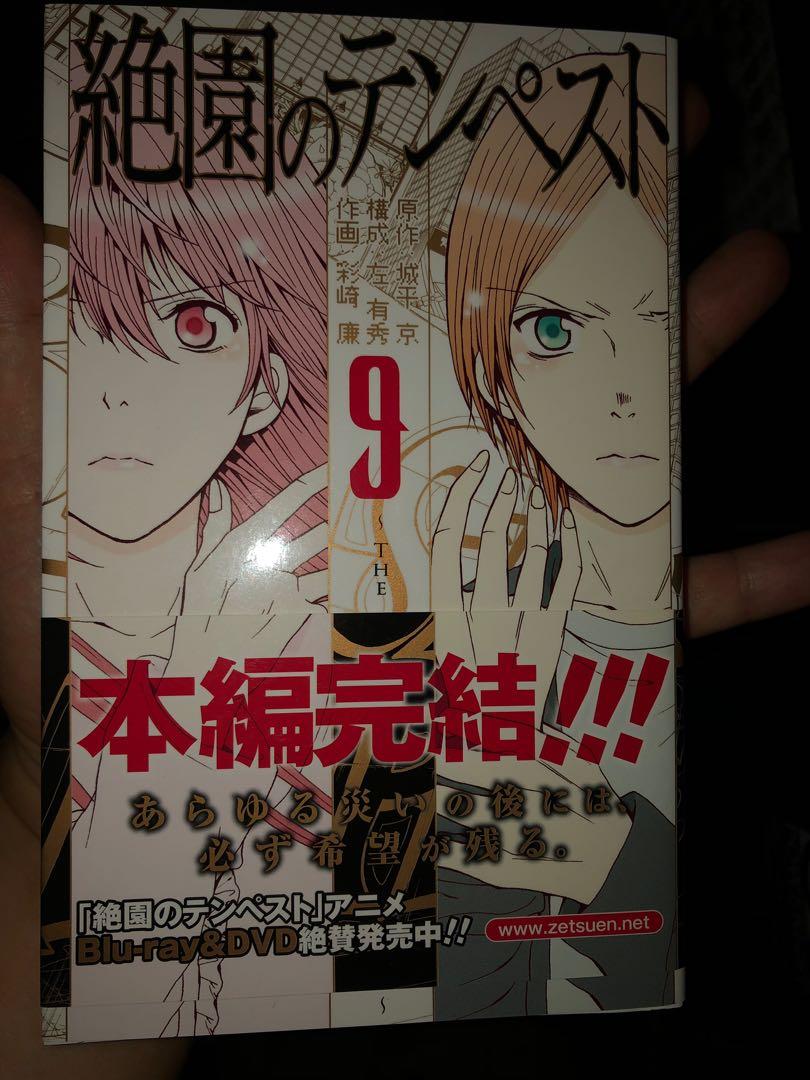 絶園のテンペスト
原作 城平 京
構成 左 有秀
作画 彩崎 廉
9
~ THE
本編完結!!!
あらゆる災いの後には、
必ず希望が残る。
「絶園のテンペスト」アニメ
Blu-ray&DVD絶賛発売中!!
www.zetsuen.net
~